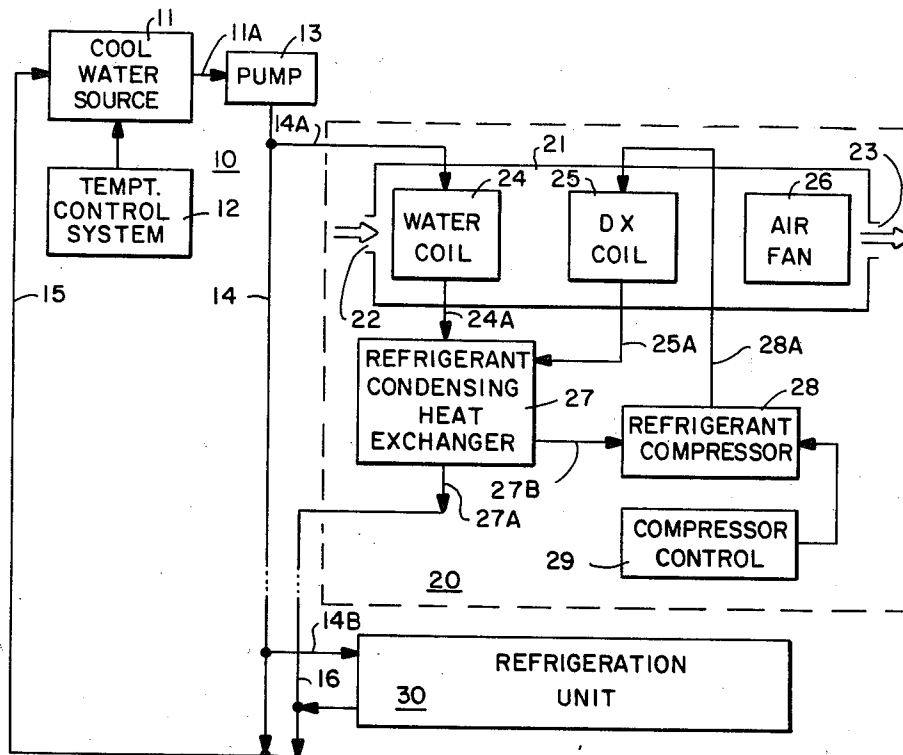 11
COOL
WATER
SOURCE
11A
13
PUMP
14A
10
TEMPT.
CONTROL
SYSTEM
12
21
23
24
WATER
COIL
25
DX
COIL
26
AIR
FAN
15
14
22
24A
25A
28A
REFRIGERANT
CONDENSING
HEAT
EXCHANGER
27
28
REFRIGERANT
COMPRESSOR
27B
27A
COMPRESSOR
CONTROL
29
20
14B
16
REFRIGERATION
UNIT
30